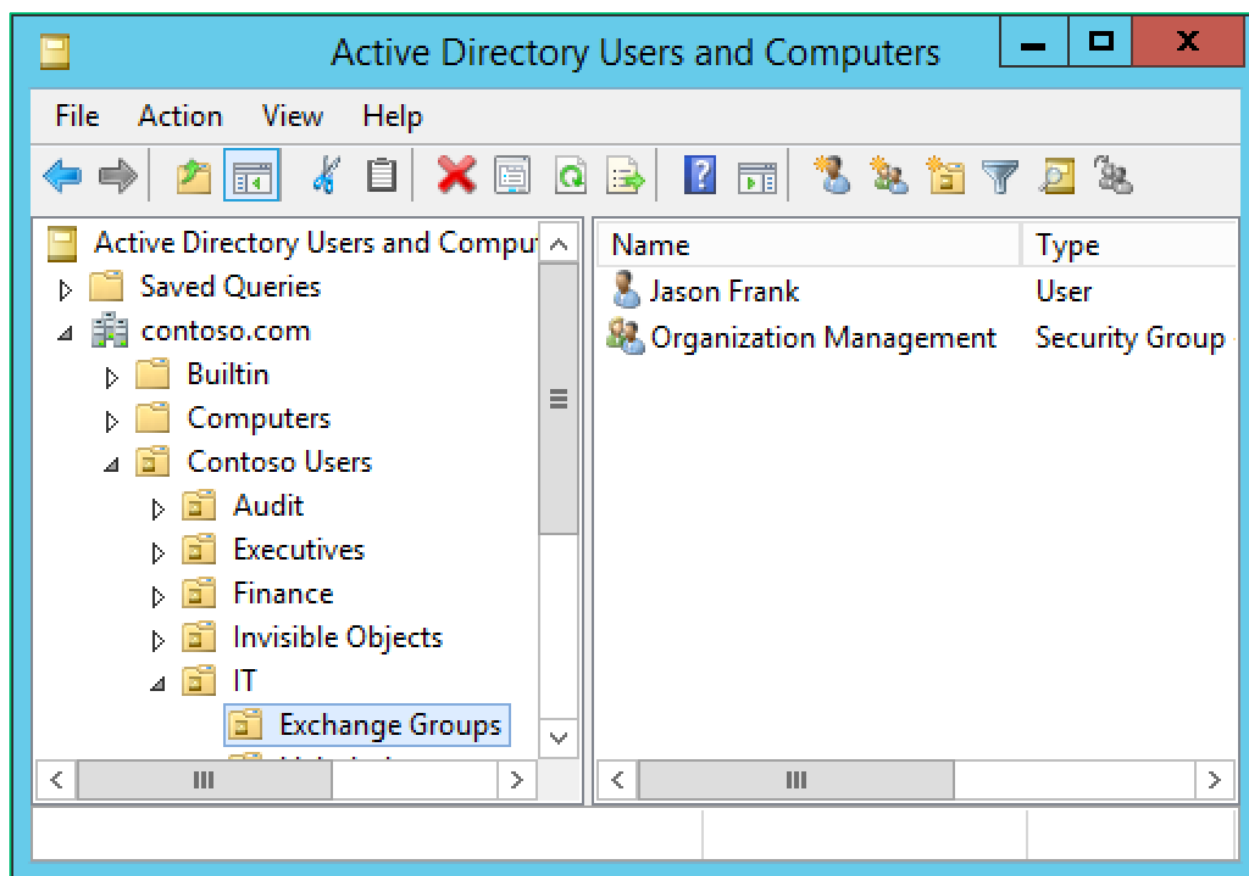 Active Directory Users and Computers
File Action View Help
Active Directory Users and Comput
Saved Queries
contoso.com
Builtin
Computers
Contoso Users
Audit
Executives
Finance
Invisible Objects
IT
Exchange Groups
Name Type
Jason Frank User
Organization Management Security Group